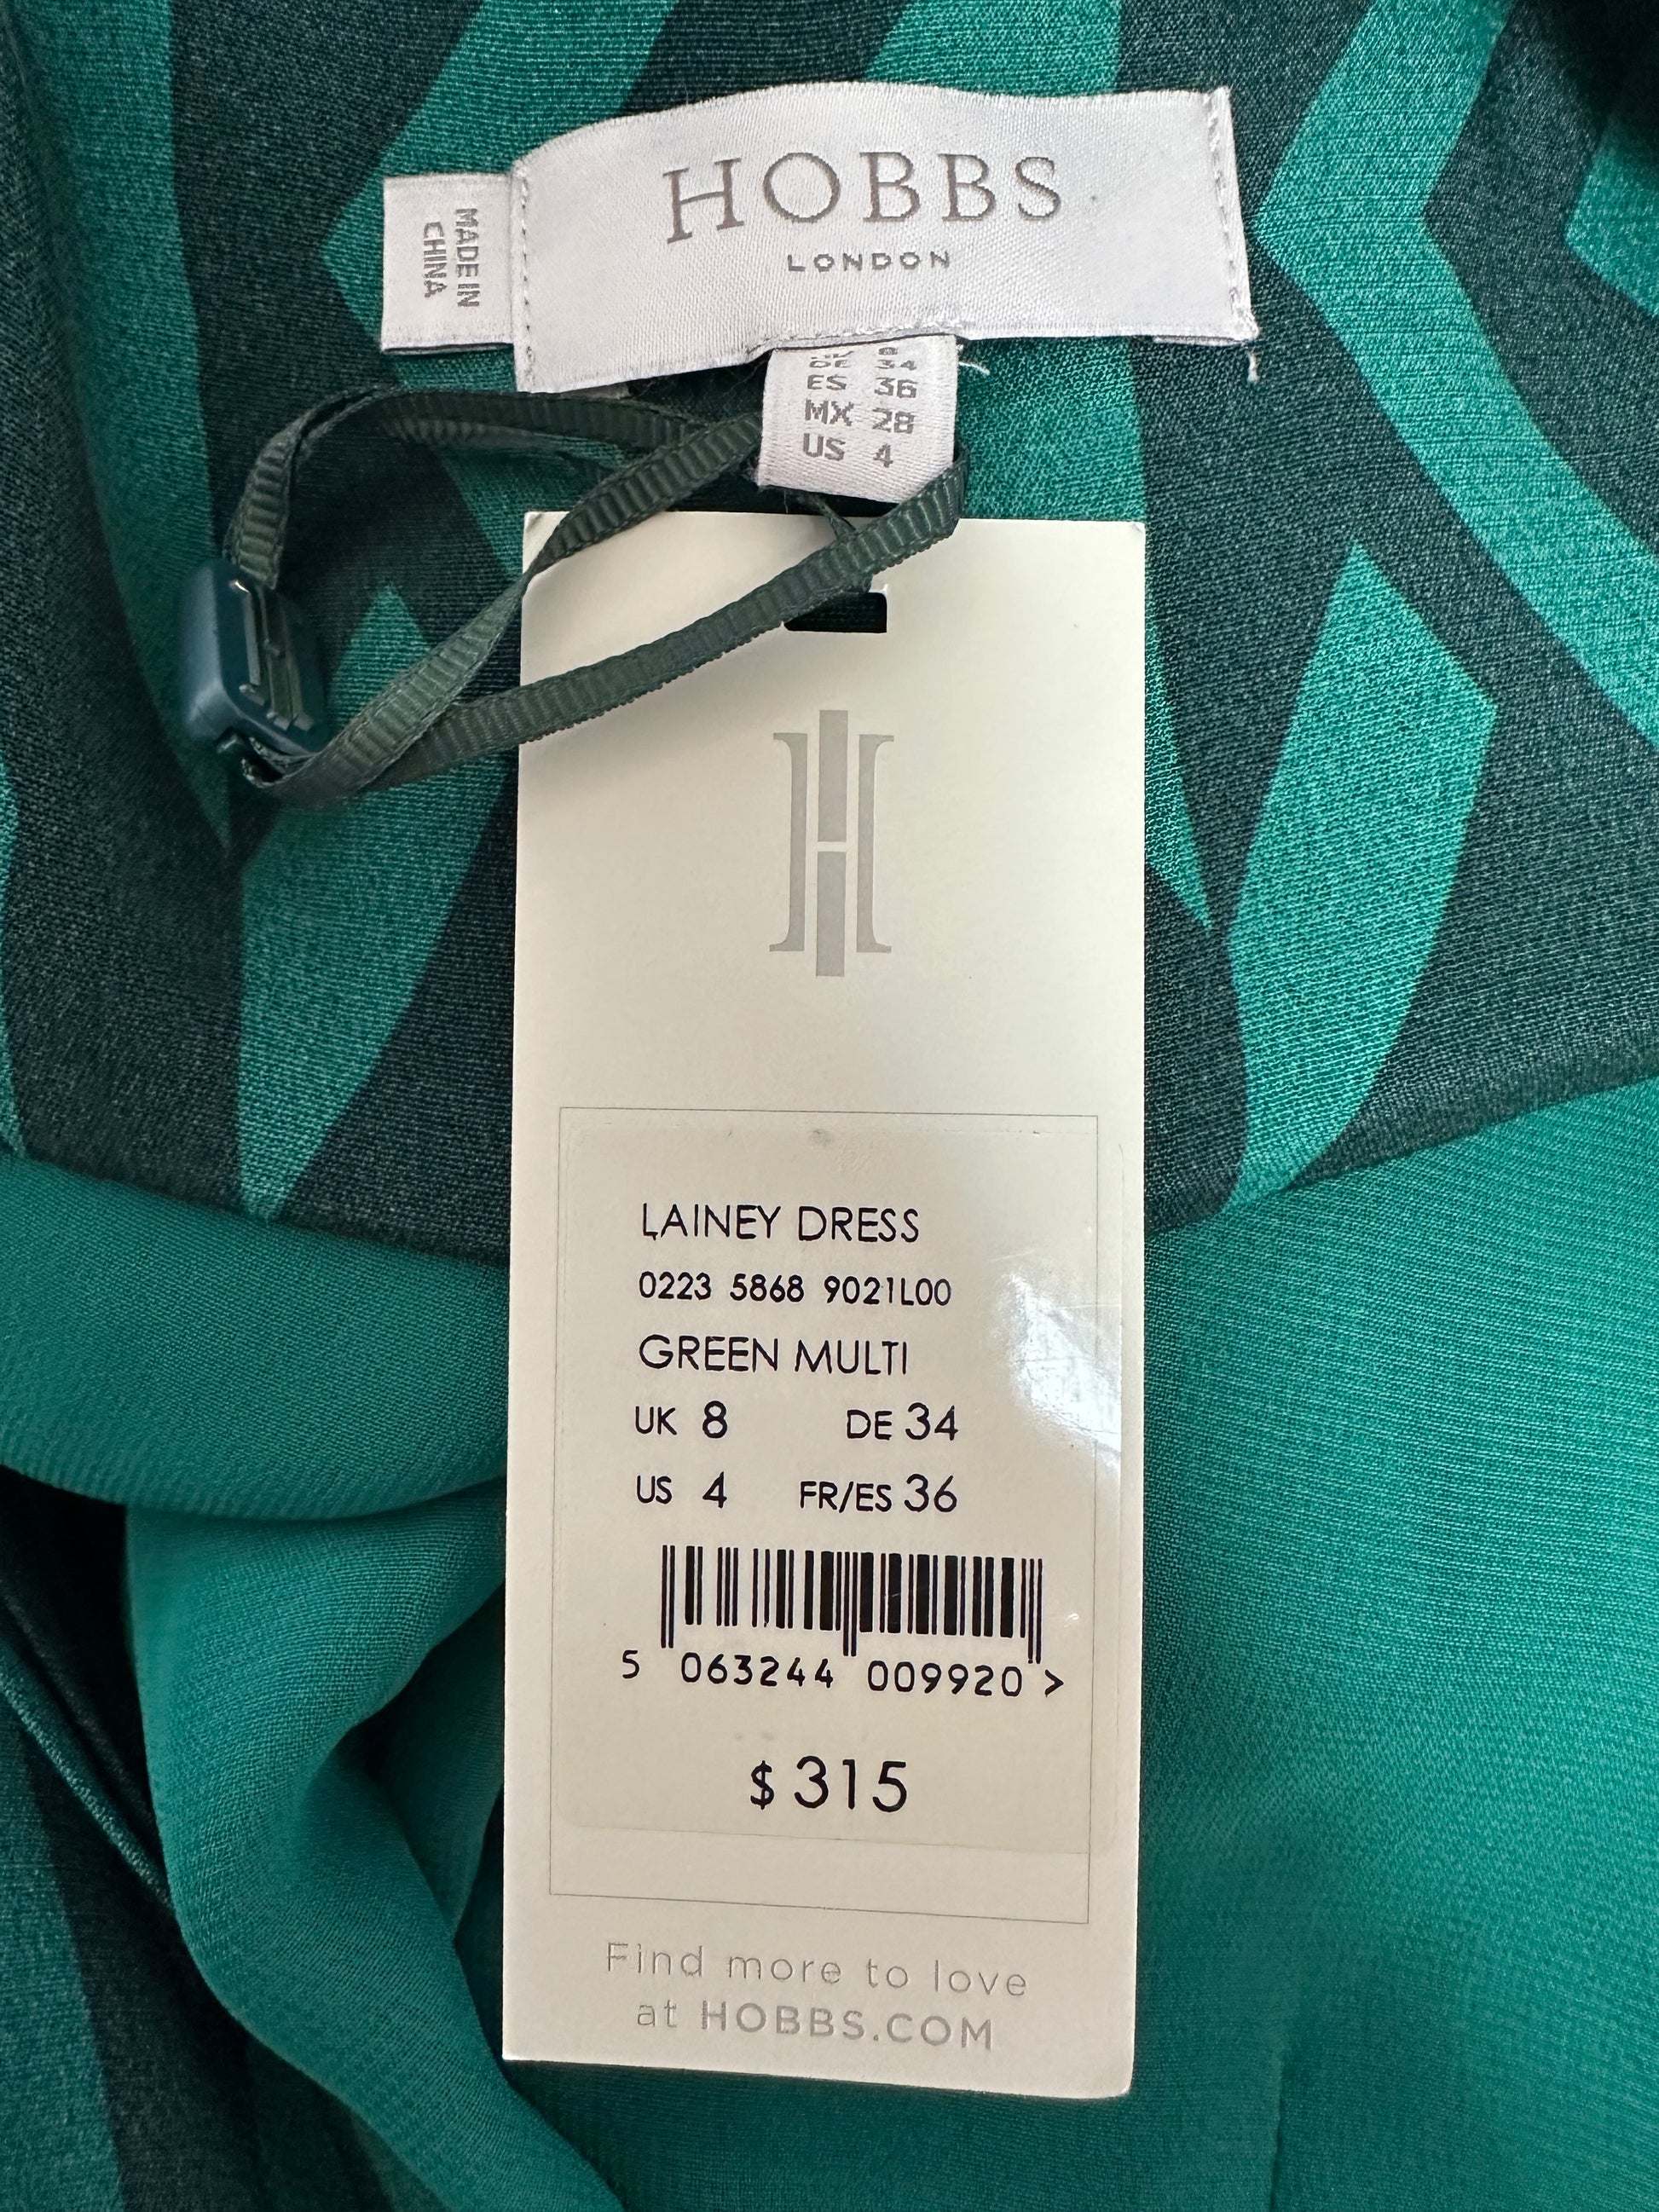 HOBBS
LONDON
MADE IN
CHINA
DE 34
ES 36
MX 28
US 4
LAINEY DRESS
0223 5868 9021L00
GREEN MULTI
UK 8 DE 34
US 4 FR/ES 36
5 063244 009920 >
$ 315
Find more to love
at HOBBS.COM